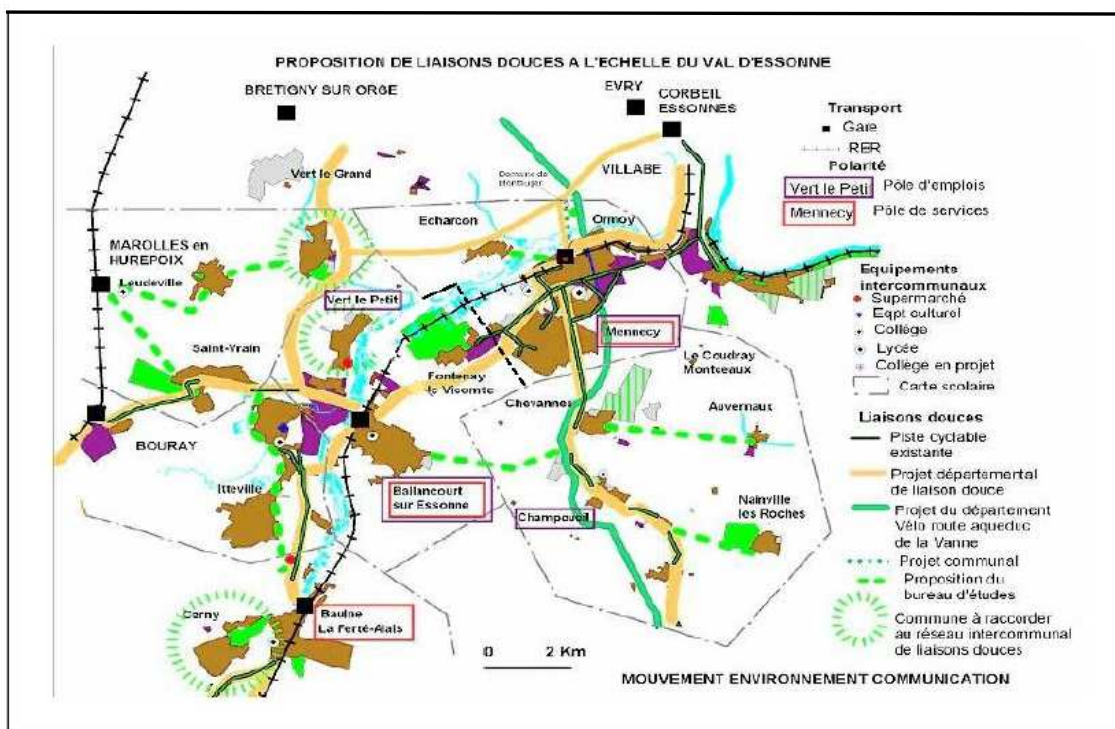 PROPOSITION DE LIAISONS DOUCES A L'ECHELLE DU VAL D'ESSONNE
BRETIGNY SUR ORGE
EVRY
CORBEIL
ESSONNES
Vert le Grand
Domaine de
VILLABE
Echarcon
Ormoy
MAROLLES en
HUREPOIX
Leudeville
Vert le Petit
Mennecy
Saint-Vrain
Fontenay
le Vicomte
Le Coudray
Montceaux
Chevannes
Auvernaux
BOURAY
Itteville
Ballancourt
sur Essonne
Champcueil
Nainville
les Roches
Cerny
Baulne
La Ferté-Alais
0 2 Km
Transport
Gare
RER
Polarité
Vert le Petit Pôle d'emplois
Mennecy Pôle de services
Equipements
intercommunaux
Supermarché
Eqpt culturel
Collège
Lycée
Collège en projet
Carte scolaire
Liaisons douces
Piste cyclable
existante
Projet départemental
de liaison douce
Projet du département
Vélo route aqueduc
de la Vanne
Projet communal
Proposition du
bureau d'études
Commune à raccorder
au réseau intercommunal
de liaisons douces
MOUVEMENT ENVIRONNEMENT COMMUNICATION